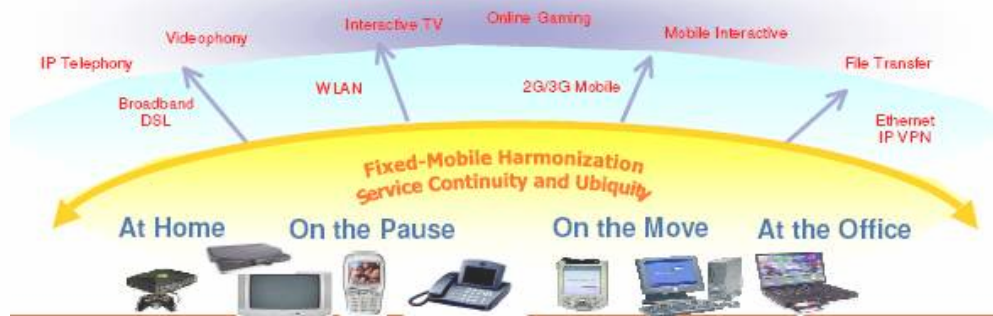 Online Gaming
Interactive TV
Videophony
Mobile Interactive
IP Telephony
File Transfer
WLAN
2G/3G Mobile
Broadband
DSL
Ethernet
IP VPN
Fixed-Mobile Harmonization
Service Continuity and Ubiquity
At Home
On the Pause
On the Move
At the Office